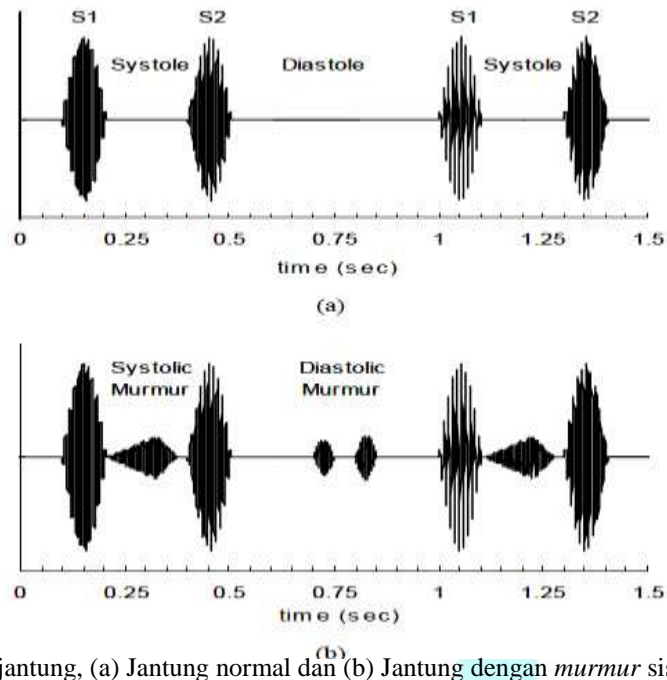 S1 S2 S1 S2
Systole Diastole Systole
0 0.25 0.5 0.75 1 1.25 1.5
time (sec)
(a)
Systolic Diastolic
Murmur Murmur
0 0.25 0.5 0.75 1 1.25 1.5
time (sec)
(b)
jantung, (a) Jantung normal dan (b) Jantung dengan murmur sis